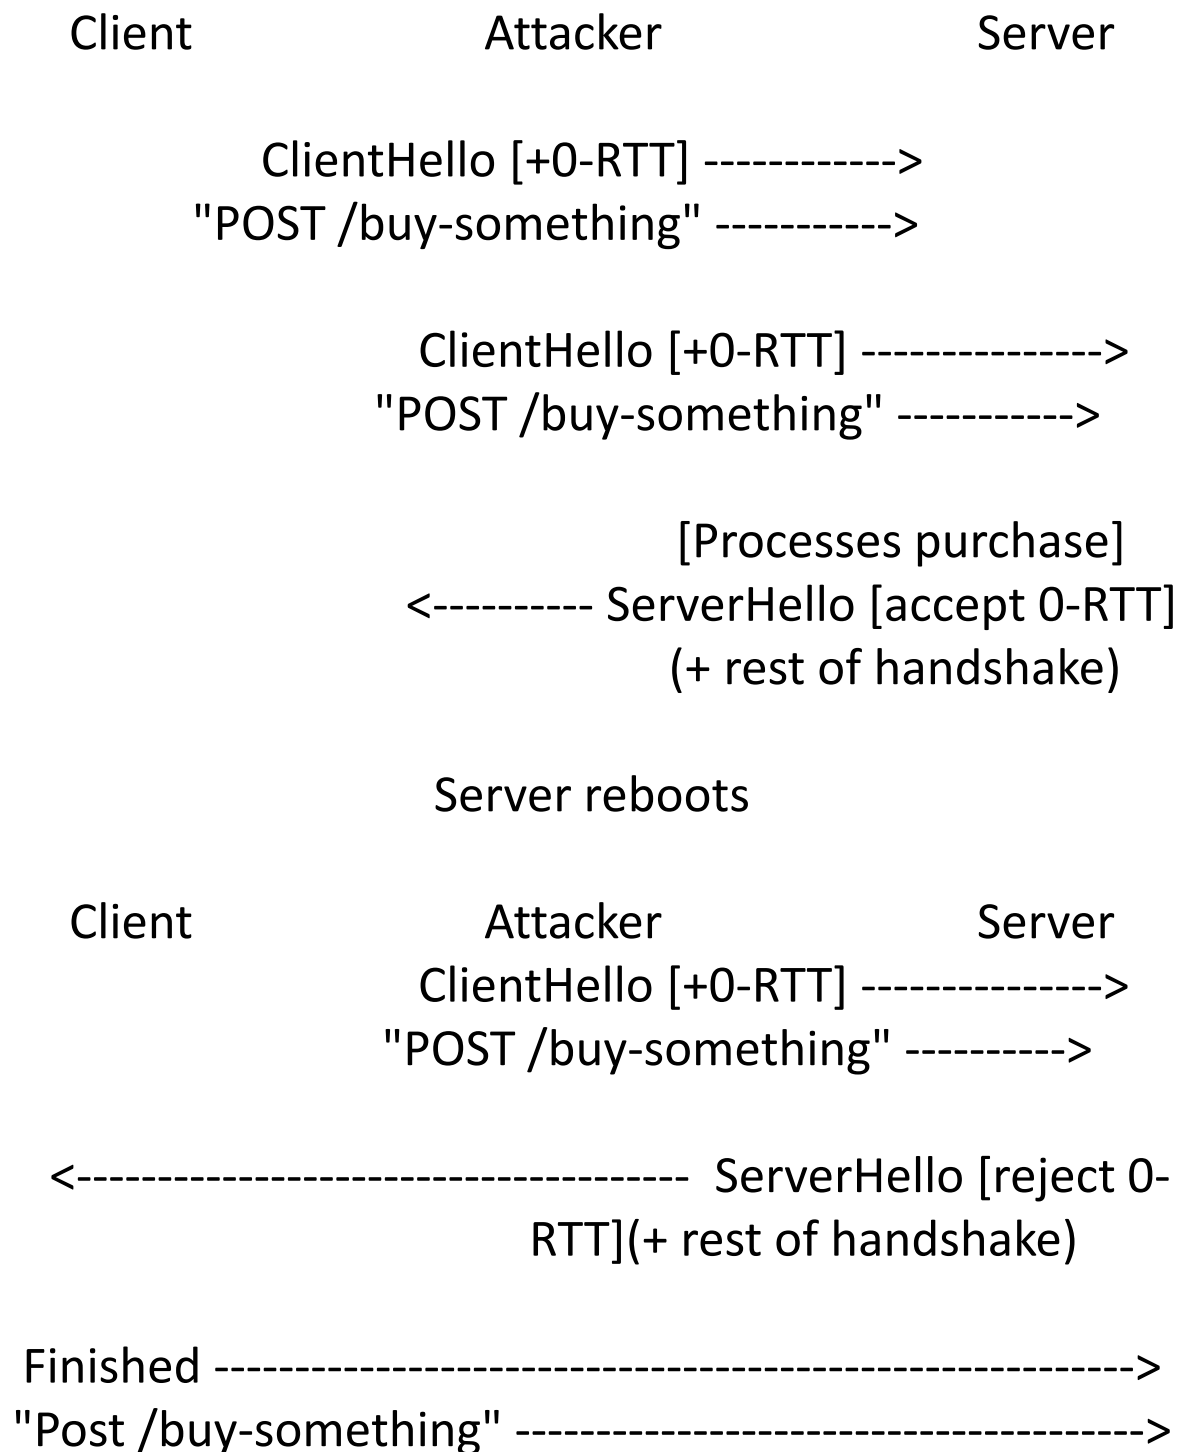 Client Attacker Server
ClientHello [+0-RTT] ------------>
"POST /buy-something" ----------->
ClientHello [+0-RTT] --------------->
"POST /buy-something" ----------->
[Processes purchase]
<---------- ServerHello [accept 0-RTT]
(+ rest of handshake)
Server reboots
Client Attacker Server
ClientHello [+0-RTT] --------------->
"POST /buy-something" ---------->
<-------------------------------------- ServerHello [reject 0-
RTT](+ rest of handshake)
Finished --------------------------------------------------------->
"Post /buy-something" --------------------------------------->